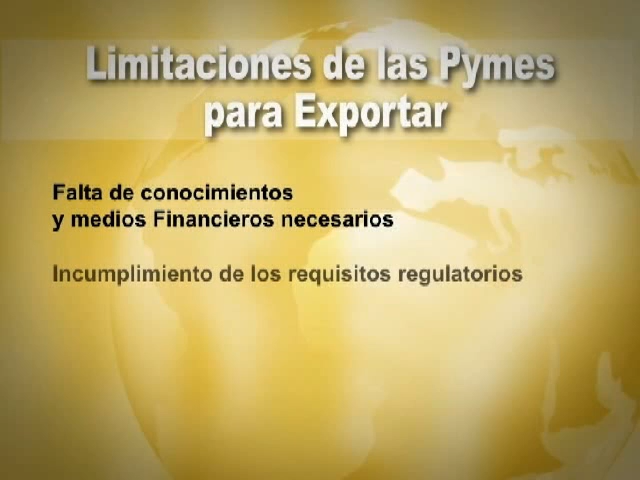 Limitaciones de las Pymes
para Exportar
Falta de conocimientos
y medios Financieros necesarios
Incumplimiento de los requisitos regulatorios